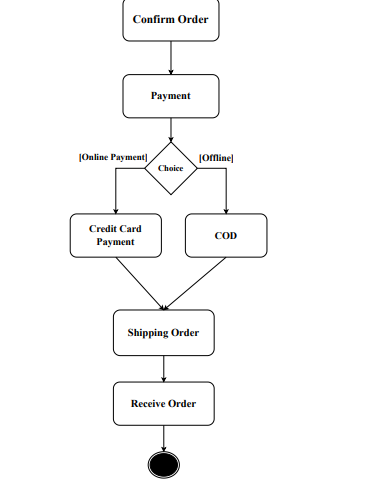 Confirm Order
Payment
[Online Payment]
[Offline]
Choice
Credit Card
Payment
COD
Shipping Order
Receive Order